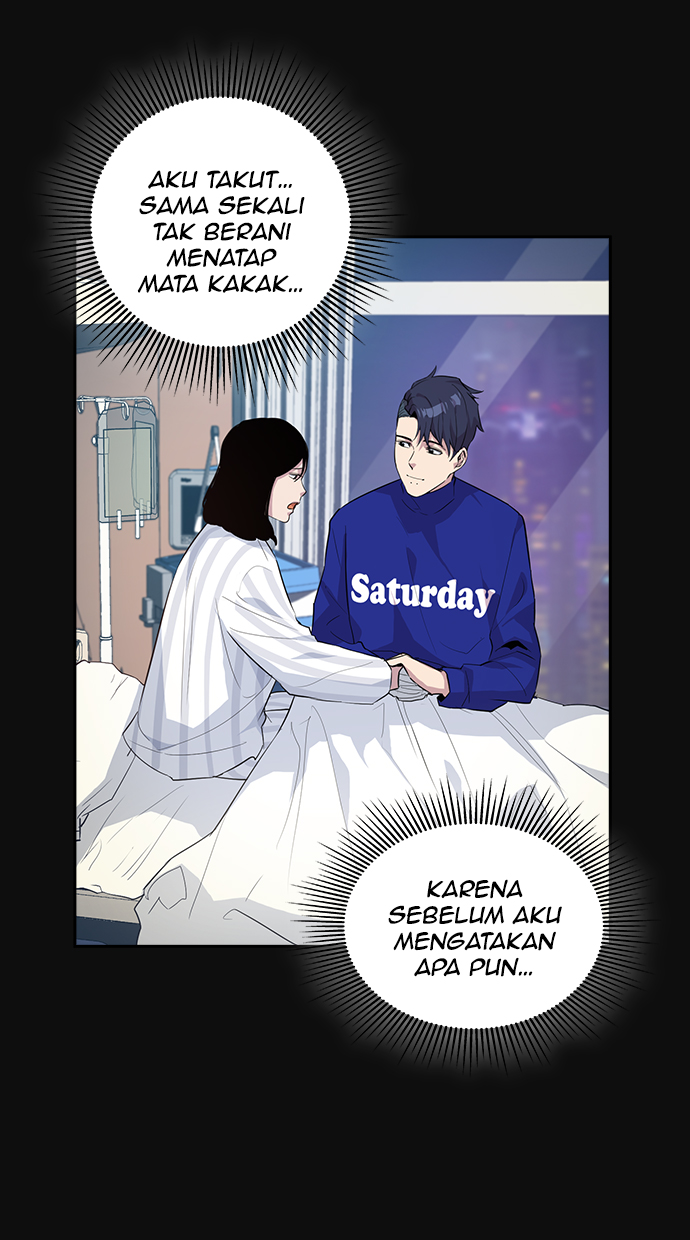 AKU TAKUT...
SAMA SEKALI
TAK BERANI
MENATAP
MATA KAKAK...
Saturday
KARENA
SEBELUM AKU
MENGATAKAN
APA PUN...